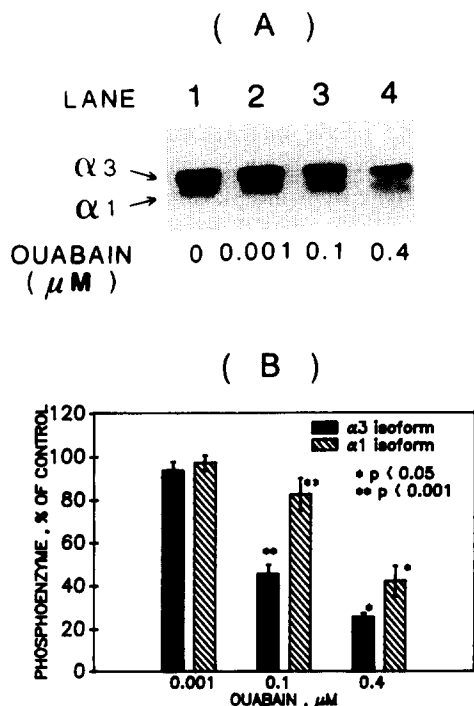 ( A )
LANE 1 2 3 4
α3
α1
OUABAIN 0 0.001 0.1 0.4
( μM )
( B )
PHOSPHOENZYME, % OF CONTROL
120
100
80
60
40
20
0
α3 isoform
α1 isoform
* p < 0.05
** p < 0.001
**
**
*
*
0.001 0.1 0.4
OUABAIN , μM